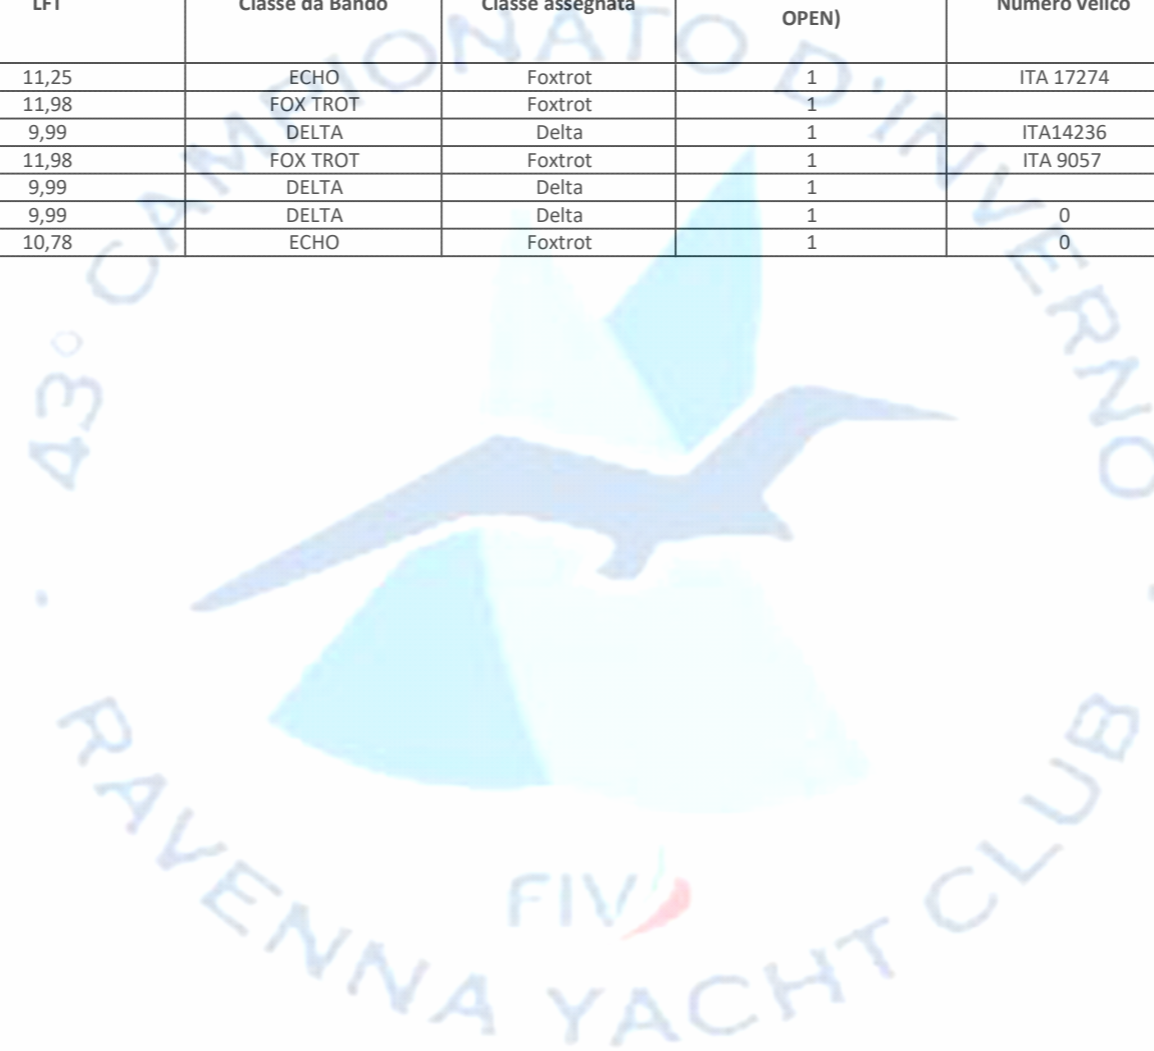 LFT Classe da Bando Classe assegnata OPEN) Numero velico
11,25 ECHO Foxtrot 1 ITA 17274
11,98 FOX TROT Foxtrot 1
9,99 DELTA Delta 1 ITA14236
11,98 FOX TROT Foxtrot 1 ITA 9057
9,99 DELTA Delta 1
9,99 DELTA Delta 1 0
10,78 ECHO Foxtrot 1 0
43° CAMPIONATO D'INVERNO
FIV
RAVENNA YACHT CLUB